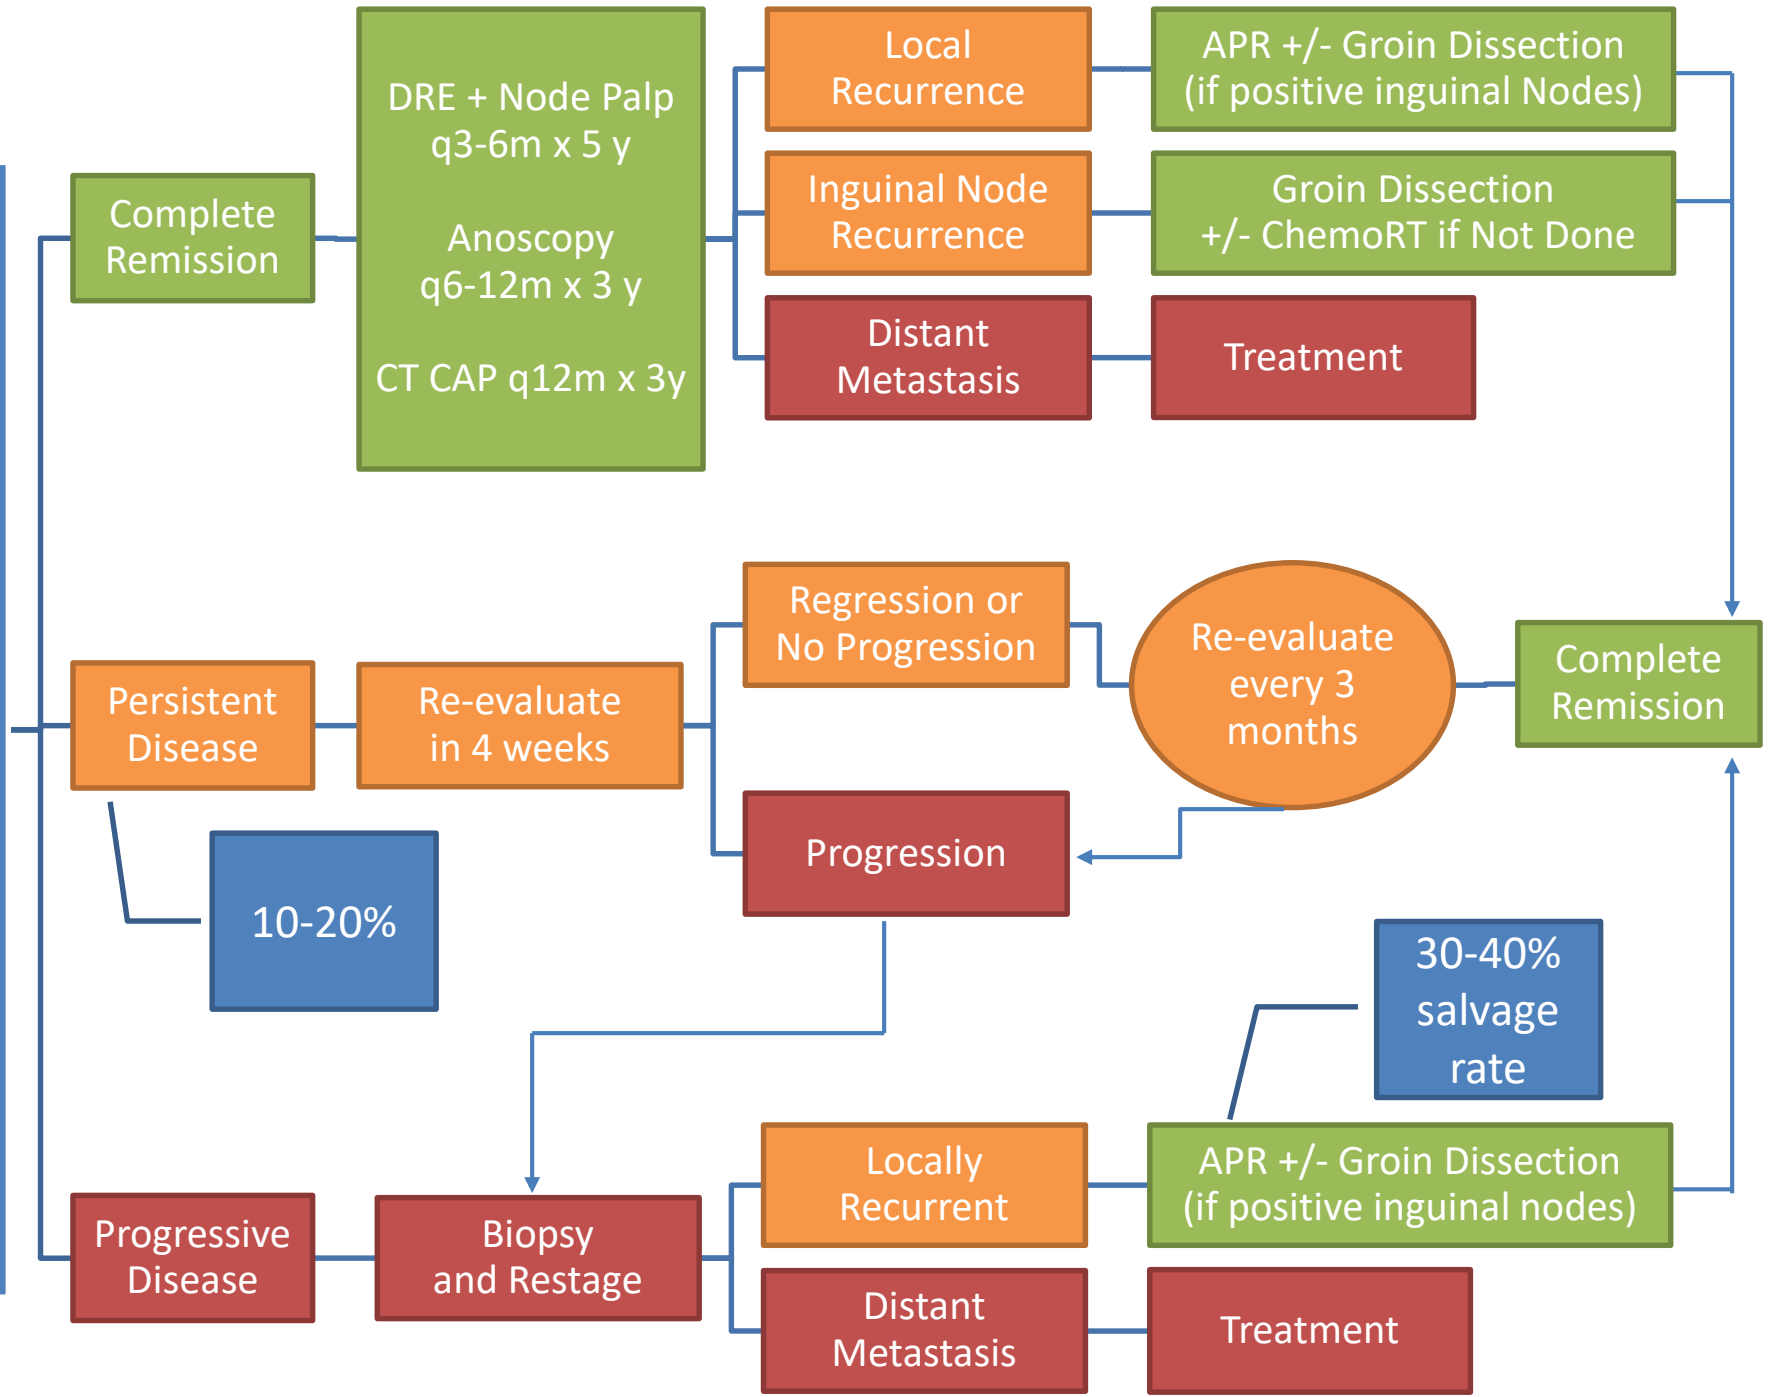 Complete
Remission
DRE + Node Palp
q3-6m x 5 y
Anoscopy
q6-12m x 3 y
CT CAP q12m x 3y
Local
Recurrence
APR +/- Groin Dissection
(if positive inguinal Nodes)
Inguinal Node
Recurrence
Groin Dissection
+/- ChemoRT if Not Done
Distant
Metastasis
Treatment
Persistent
Disease
10-20%
Re-evaluate
in 4 weeks
Regression or
No Progression
Re-evaluate
every 3
months
Complete
Remission
Progression
30-40%
salvage
rate
Progressive
Disease
Biopsy
and Restage
Locally
Recurrent
APR +/- Groin Dissection
(if positive inguinal nodes)
Distant
Metastasis
Treatment